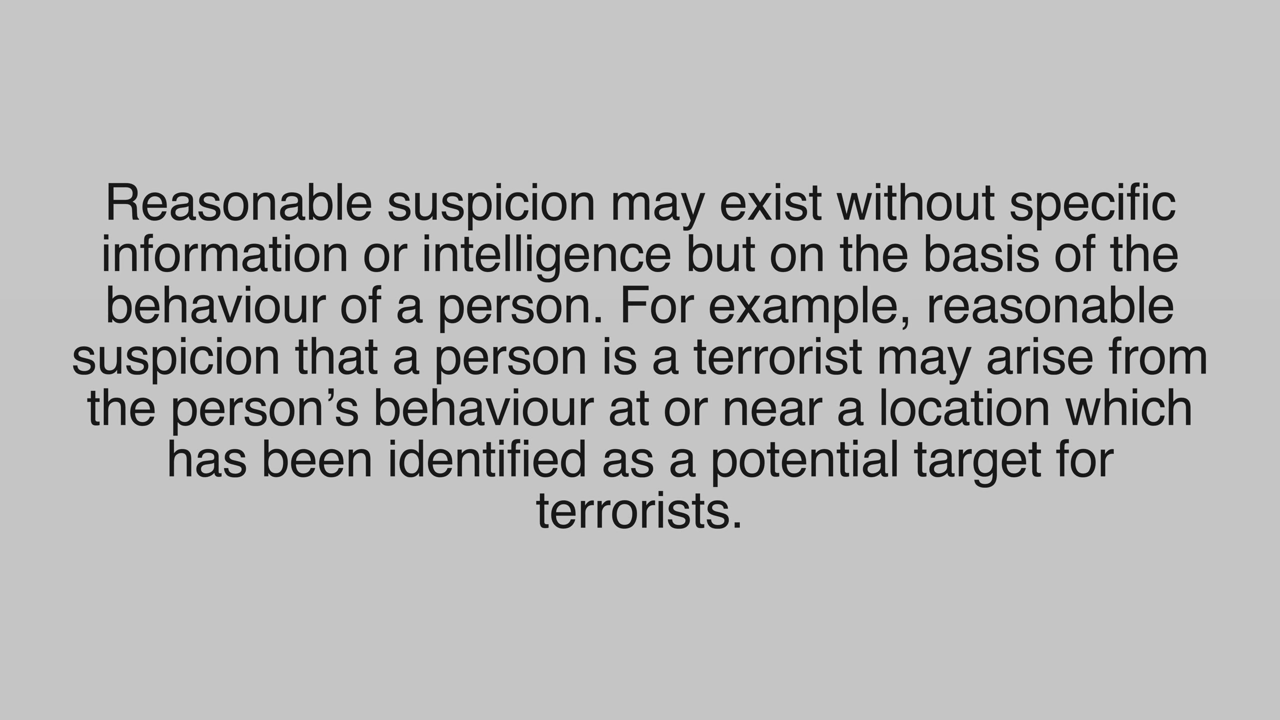 Reasonable suspicion may exist without specific
information or intelligence but on the basis of the
behaviour of a person. For example, reasonable
suspicion that a person is a terrorist may arise from
the person’s behaviour at or near a location which
has been identified as a potential target for
terrorists.